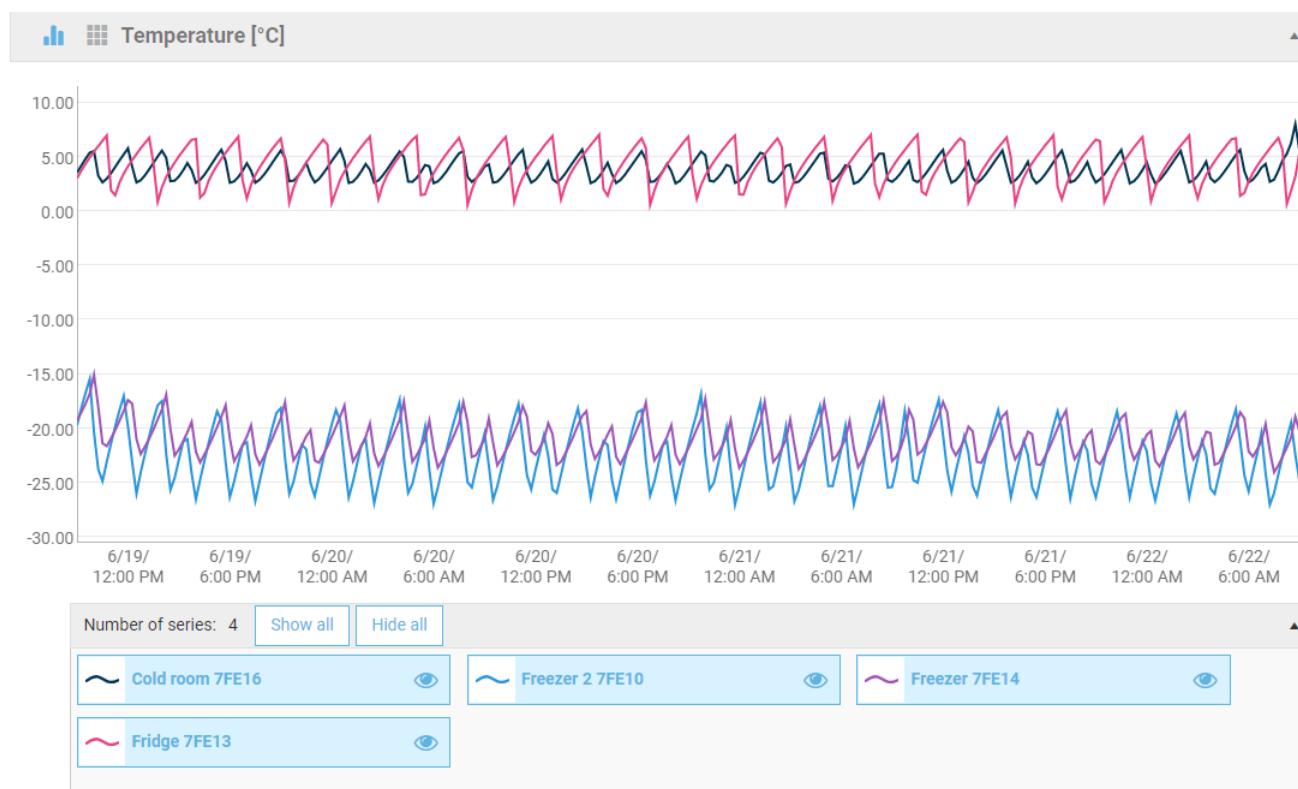 Temperature [°C]
10.00
5.00
0.00
-5.00
-10.00
-15.00
-20.00
-25.00
-30.00
6/19/ 6/19/ 6/20/ 6/20/ 6/20/ 6/20/ 6/21/ 6/21/ 6/21/ 6/21/ 6/22/ 6/22/
12:00 PM 6:00 PM 12:00 AM 6:00 AM 12:00 PM 6:00 PM 12:00 AM 6:00 AM 12:00 PM 6:00 PM 12:00 AM 6:00 AM
Number of series: 4 Show all Hide all
Cold room 7FE16 Freezer 2 7FE10 Freezer 7FE14
Fridge 7FE13